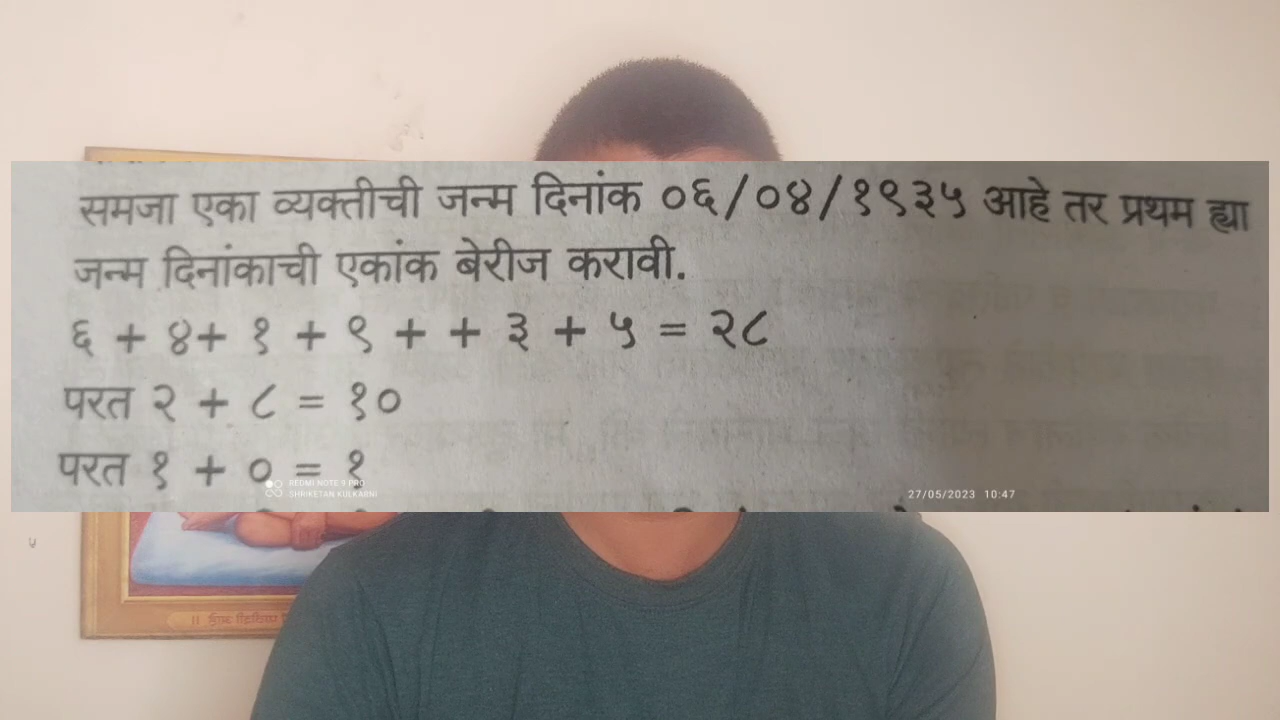 समजा एका व्यक्तीची जन्म दिनांक ०६/०४/१९३५ आहे तर प्रथम ह्या
जन्म दिनांकाची एकांक बेरीज करावी.
६ + ४+ १ + ९ + + ३ + ५ = २८
परत २ + ८ = १०
परत १ + ० = १
REDMI NOTE 9 PRO
SHRIKETAN KULKARNI
27/05/2023 10:47